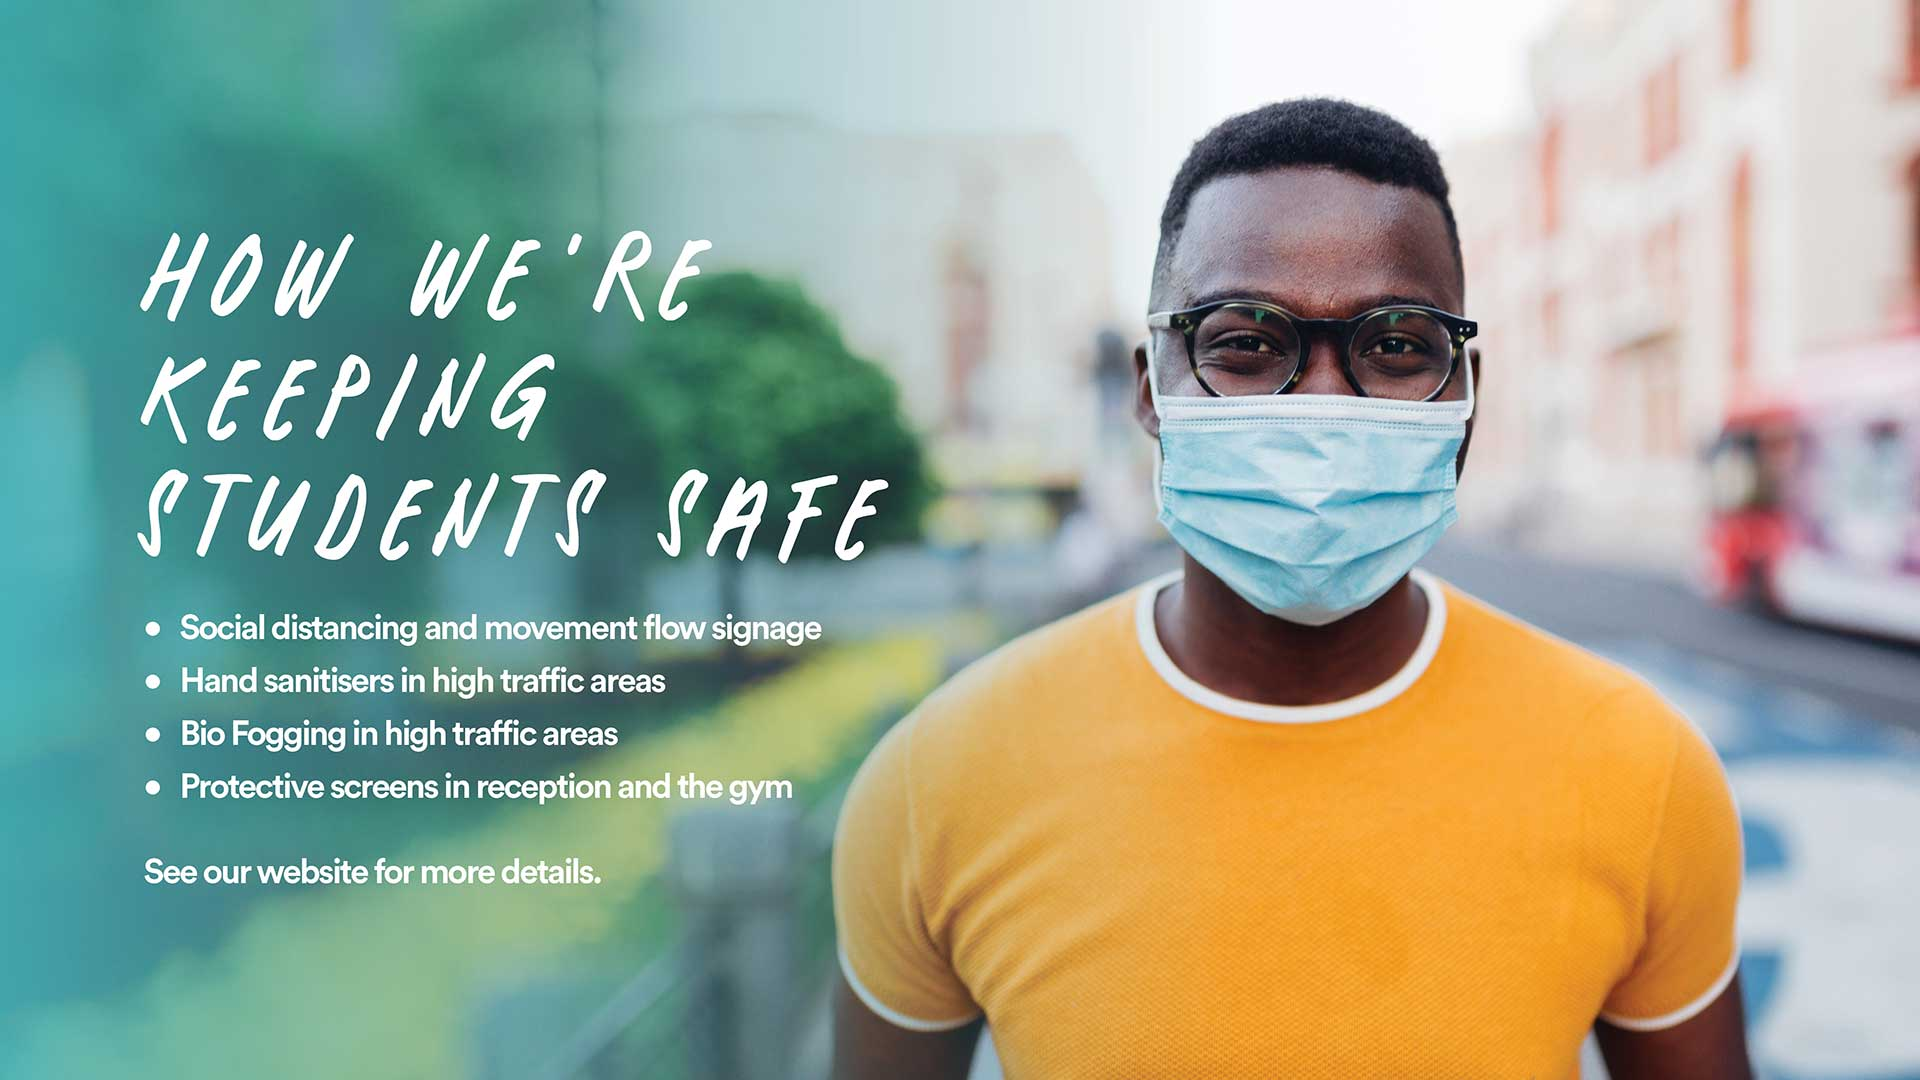 HOW WE'RE
KEEPING
STUDENTS SAFE
• Social distancing and movement flow signage
• Hand sanitisers in high traffic areas
• Bio Fogging in high traffic areas
• Protective screens in reception and the gym
See our website for more details.